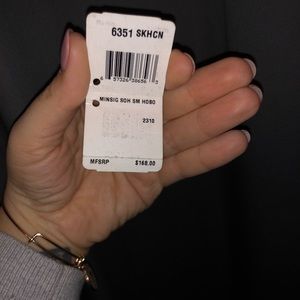 6351 SKHCN
MINSIG SOH SM HOBO
2310
MFSRP $168.00